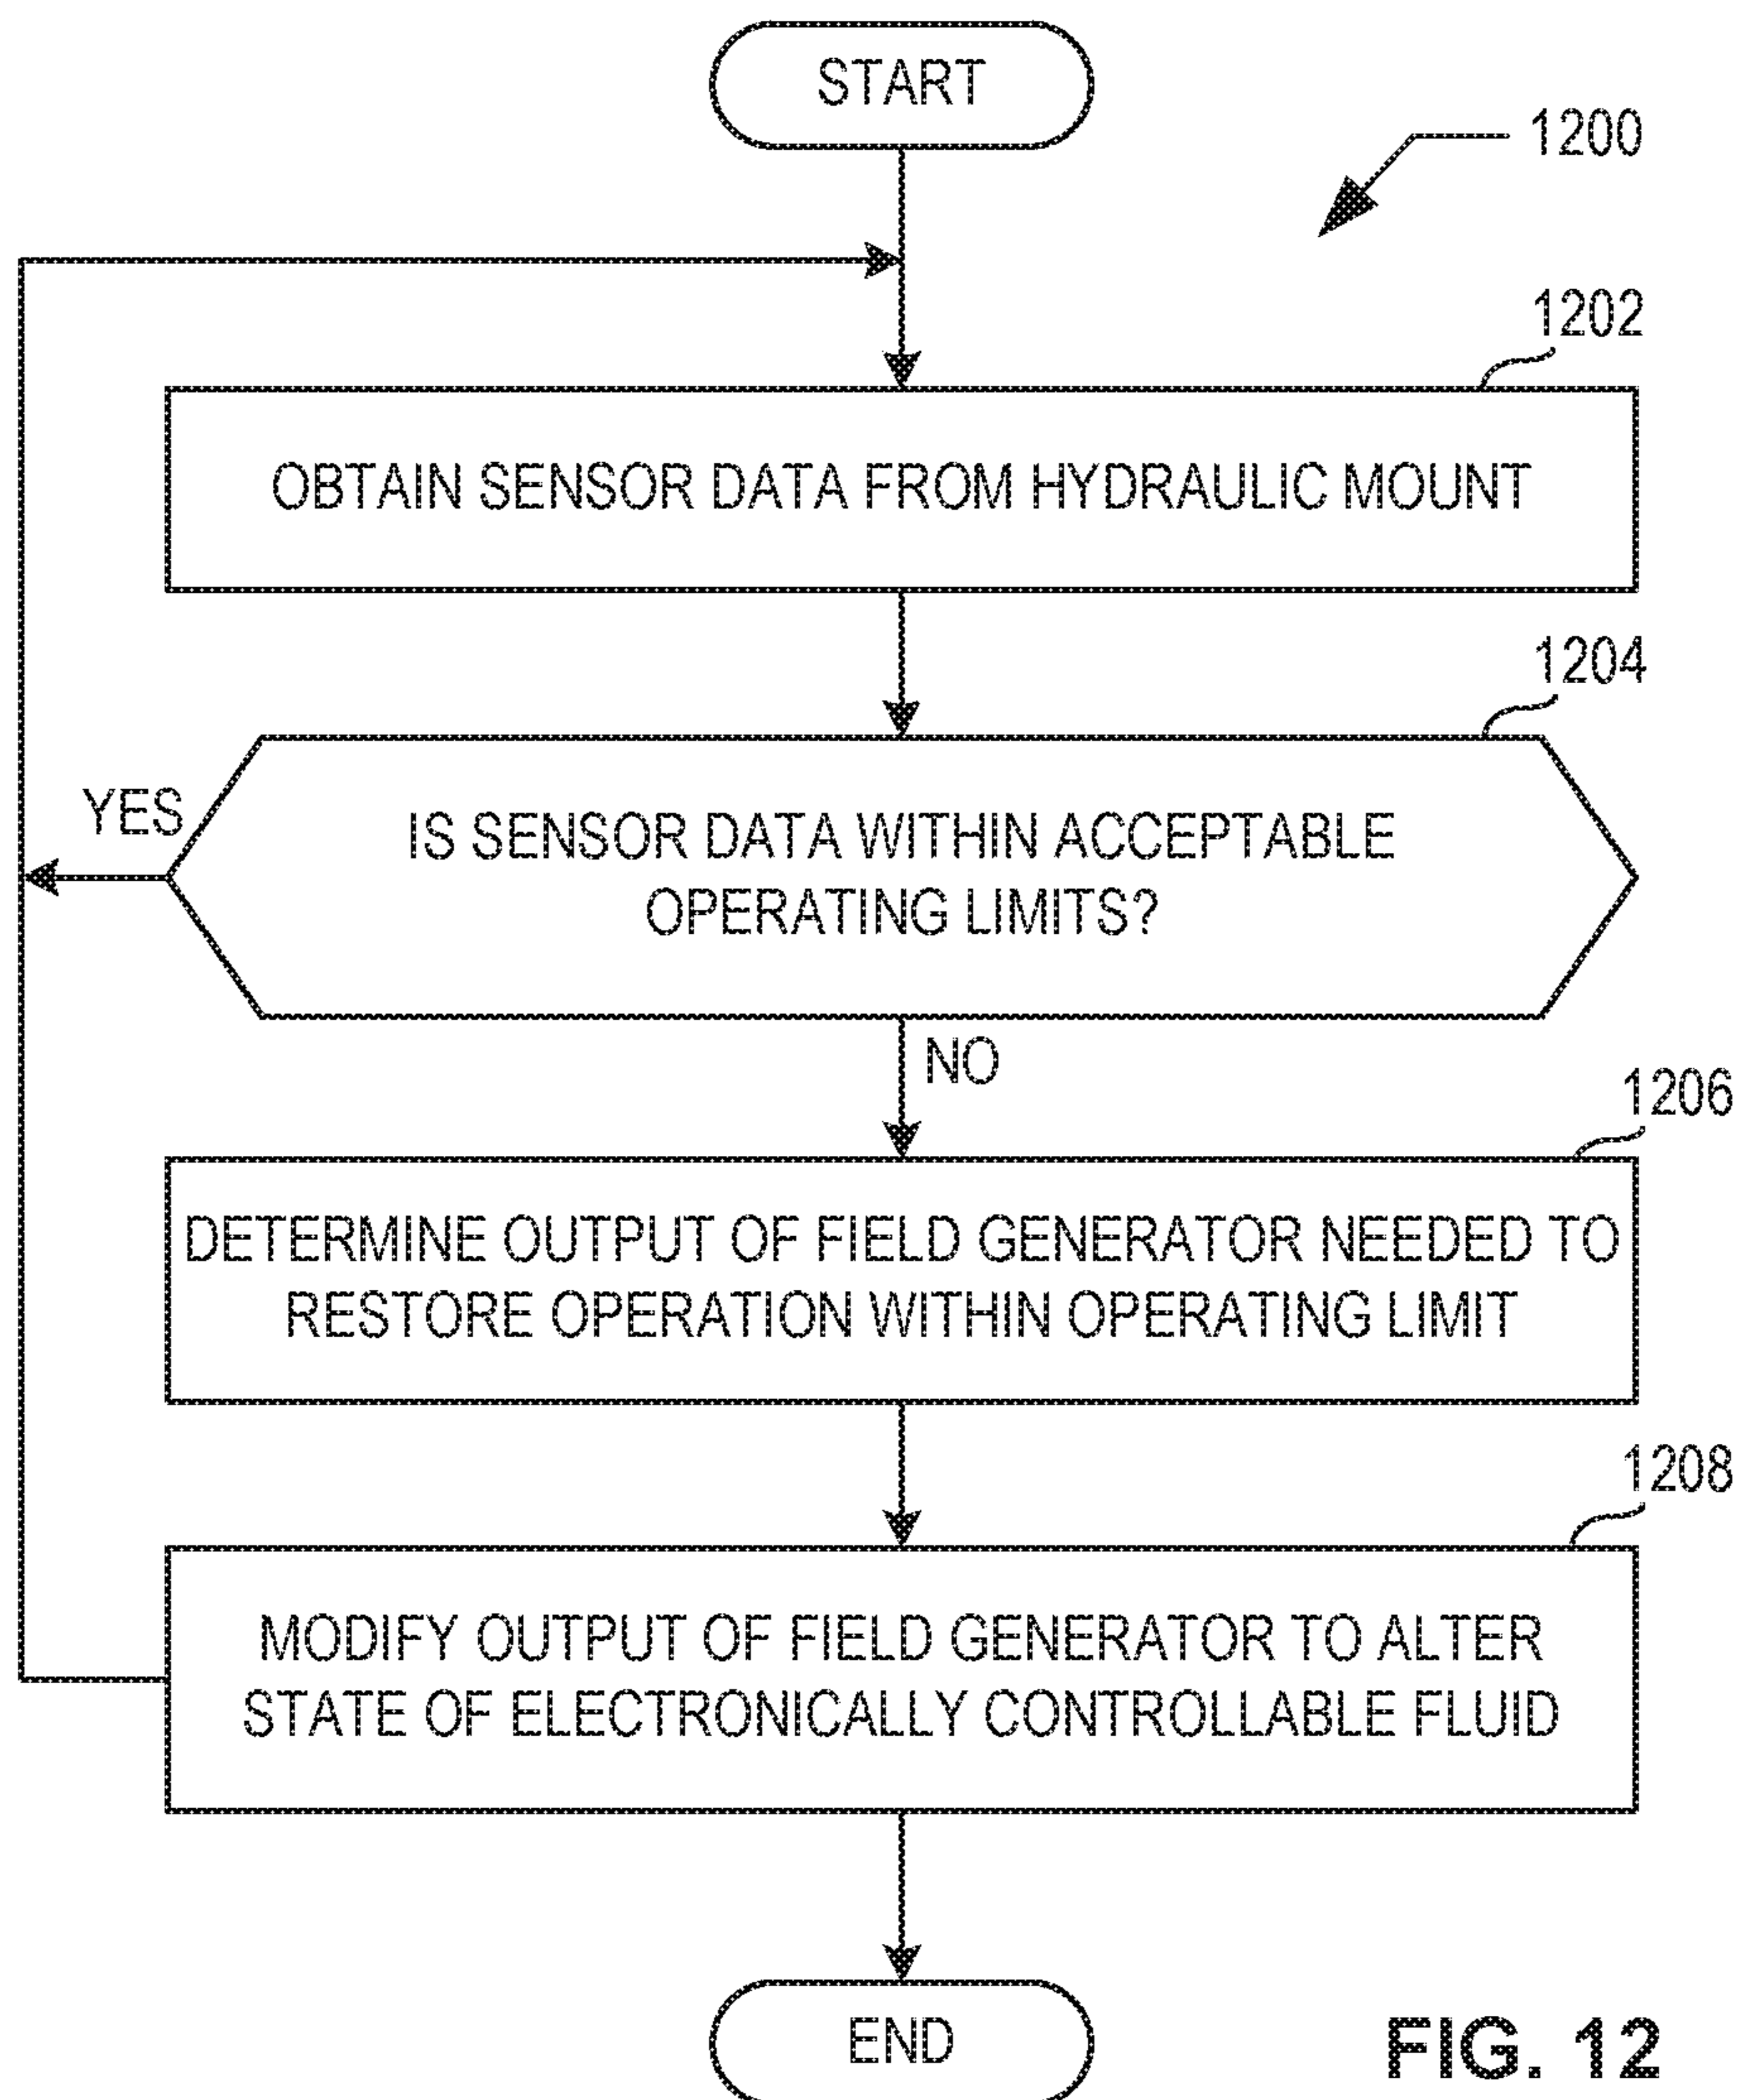 START
1200
1202
OBTAIN SENSOR DATA FROM HYDRAULIC MOUNT
1204
YES
IS SENSOR DATA WITHIN ACCEPTABLE
OPERATING LIMITS?
NO
1206
DETERMINE OUTPUT OF FIELD GENERATOR NEEDED TO
RESTORE OPERATION WITHIN OPERATING LIMIT
1208
MODIFY OUTPUT OF FIELD GENERATOR TO ALTER
STATE OF ELECTRONICALLY CONTROLLABLE FLUID
END
FIG. 12